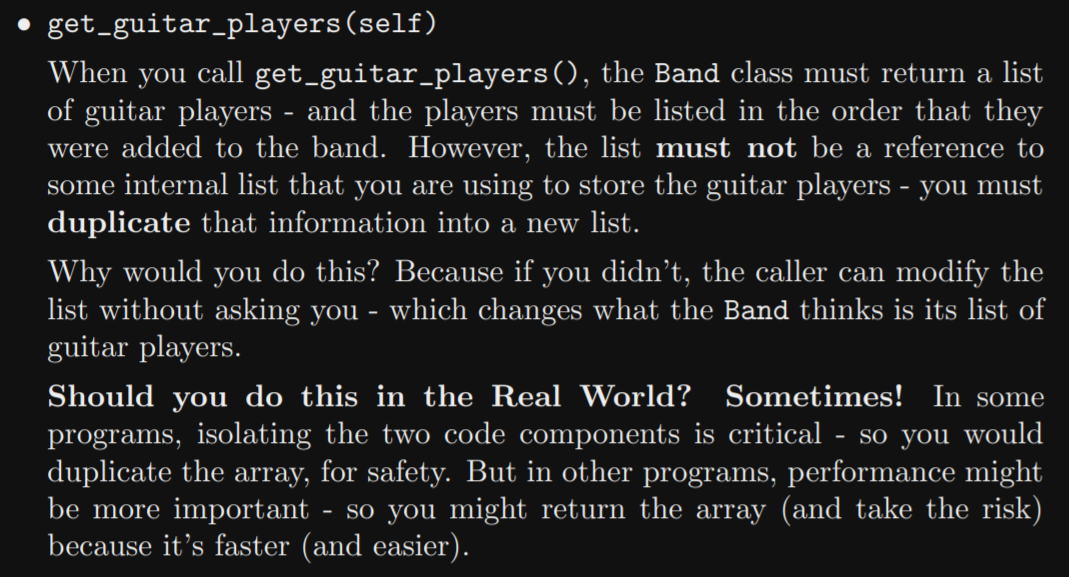 • get_guitar_players(self)
When you call get_guitar_players(), the Band class must return a list
of guitar players - and the players must be listed in the order that they
were added to the band. However, the list must not be a reference to
some internal list that you are using to store the guitar players - you must
duplicate that information into a new list.
Why would you do this? Because if you didn't, the caller can modify the
list without asking you - which changes what the Band thinks is its list of
guitar players.
Should you do this in the Real World? Sometimes! In some
programs, isolating the two code components is critical - so you would
duplicate the array, for safety. But in other programs, performance might
be more important - so you might return the array (and take the risk)
because it's faster (and easier).